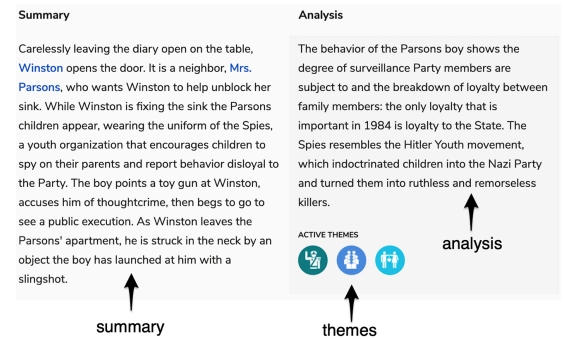 Summary
Carelessly leaving the diary open on the table,
Winston opens the door. It is a neighbor, Mrs.
Parsons, who wants Winston to help unblock her
sink. While Winston is fixing the sink the Parsons
children appear, wearing the uniform of the Spies,
a youth organization that encourages children to
spy on their parents and report behavior disloyal to
the Party. The boy points a toy gun at Winston,
accuses him of thoughtcrime, then begs to go to
see a public execution. As Winston leaves the
Parsons' apartment, he is struck in the neck by an
object the boy has launched at him with a
slingshot.
summary
Analysis
The behavior of the Parsons boy shows the
degree of surveillance Party members are
subject to and the breakdown of loyalty between
family members: the only loyalty that is
important in 1984 is loyalty to the State. The
Spies resembles the Hitler Youth movement,
which indoctrinated children into the Nazi Party
and turned them into ruthless and remorseless
killers.
analysis
ACTIVE THEMES
themes